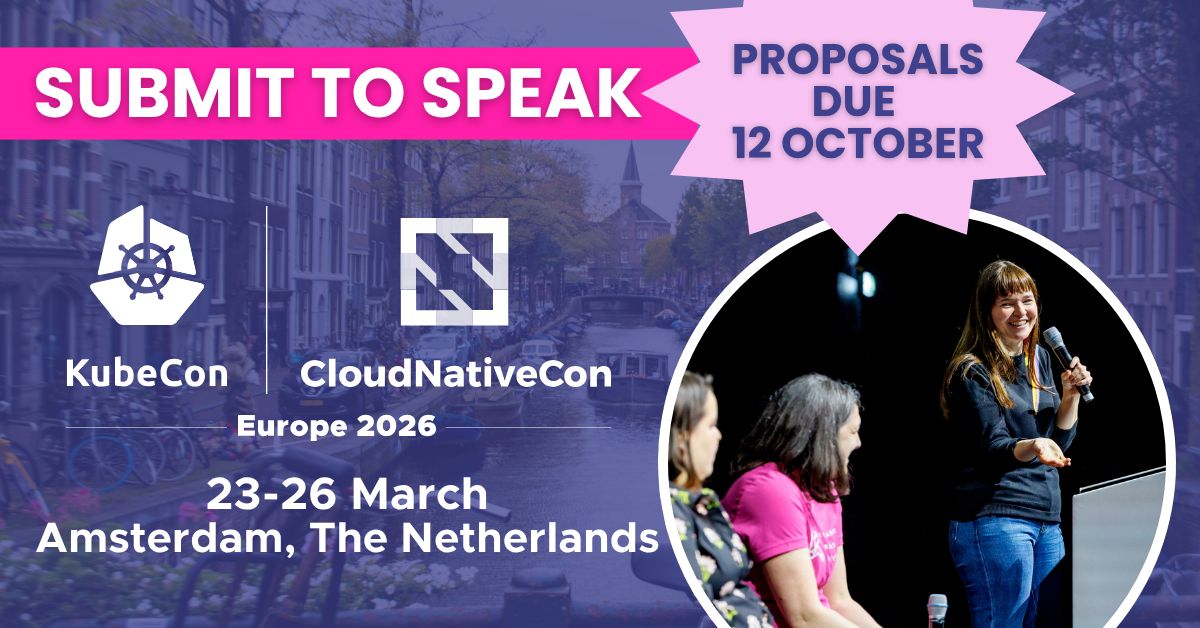 SUBMIT TO SPEAK
PROPOSALS
DUE
12 OCTOBER
KubeCon
CloudNativeCon
Europe 2026
23-26 March
Amsterdam, The Netherlands